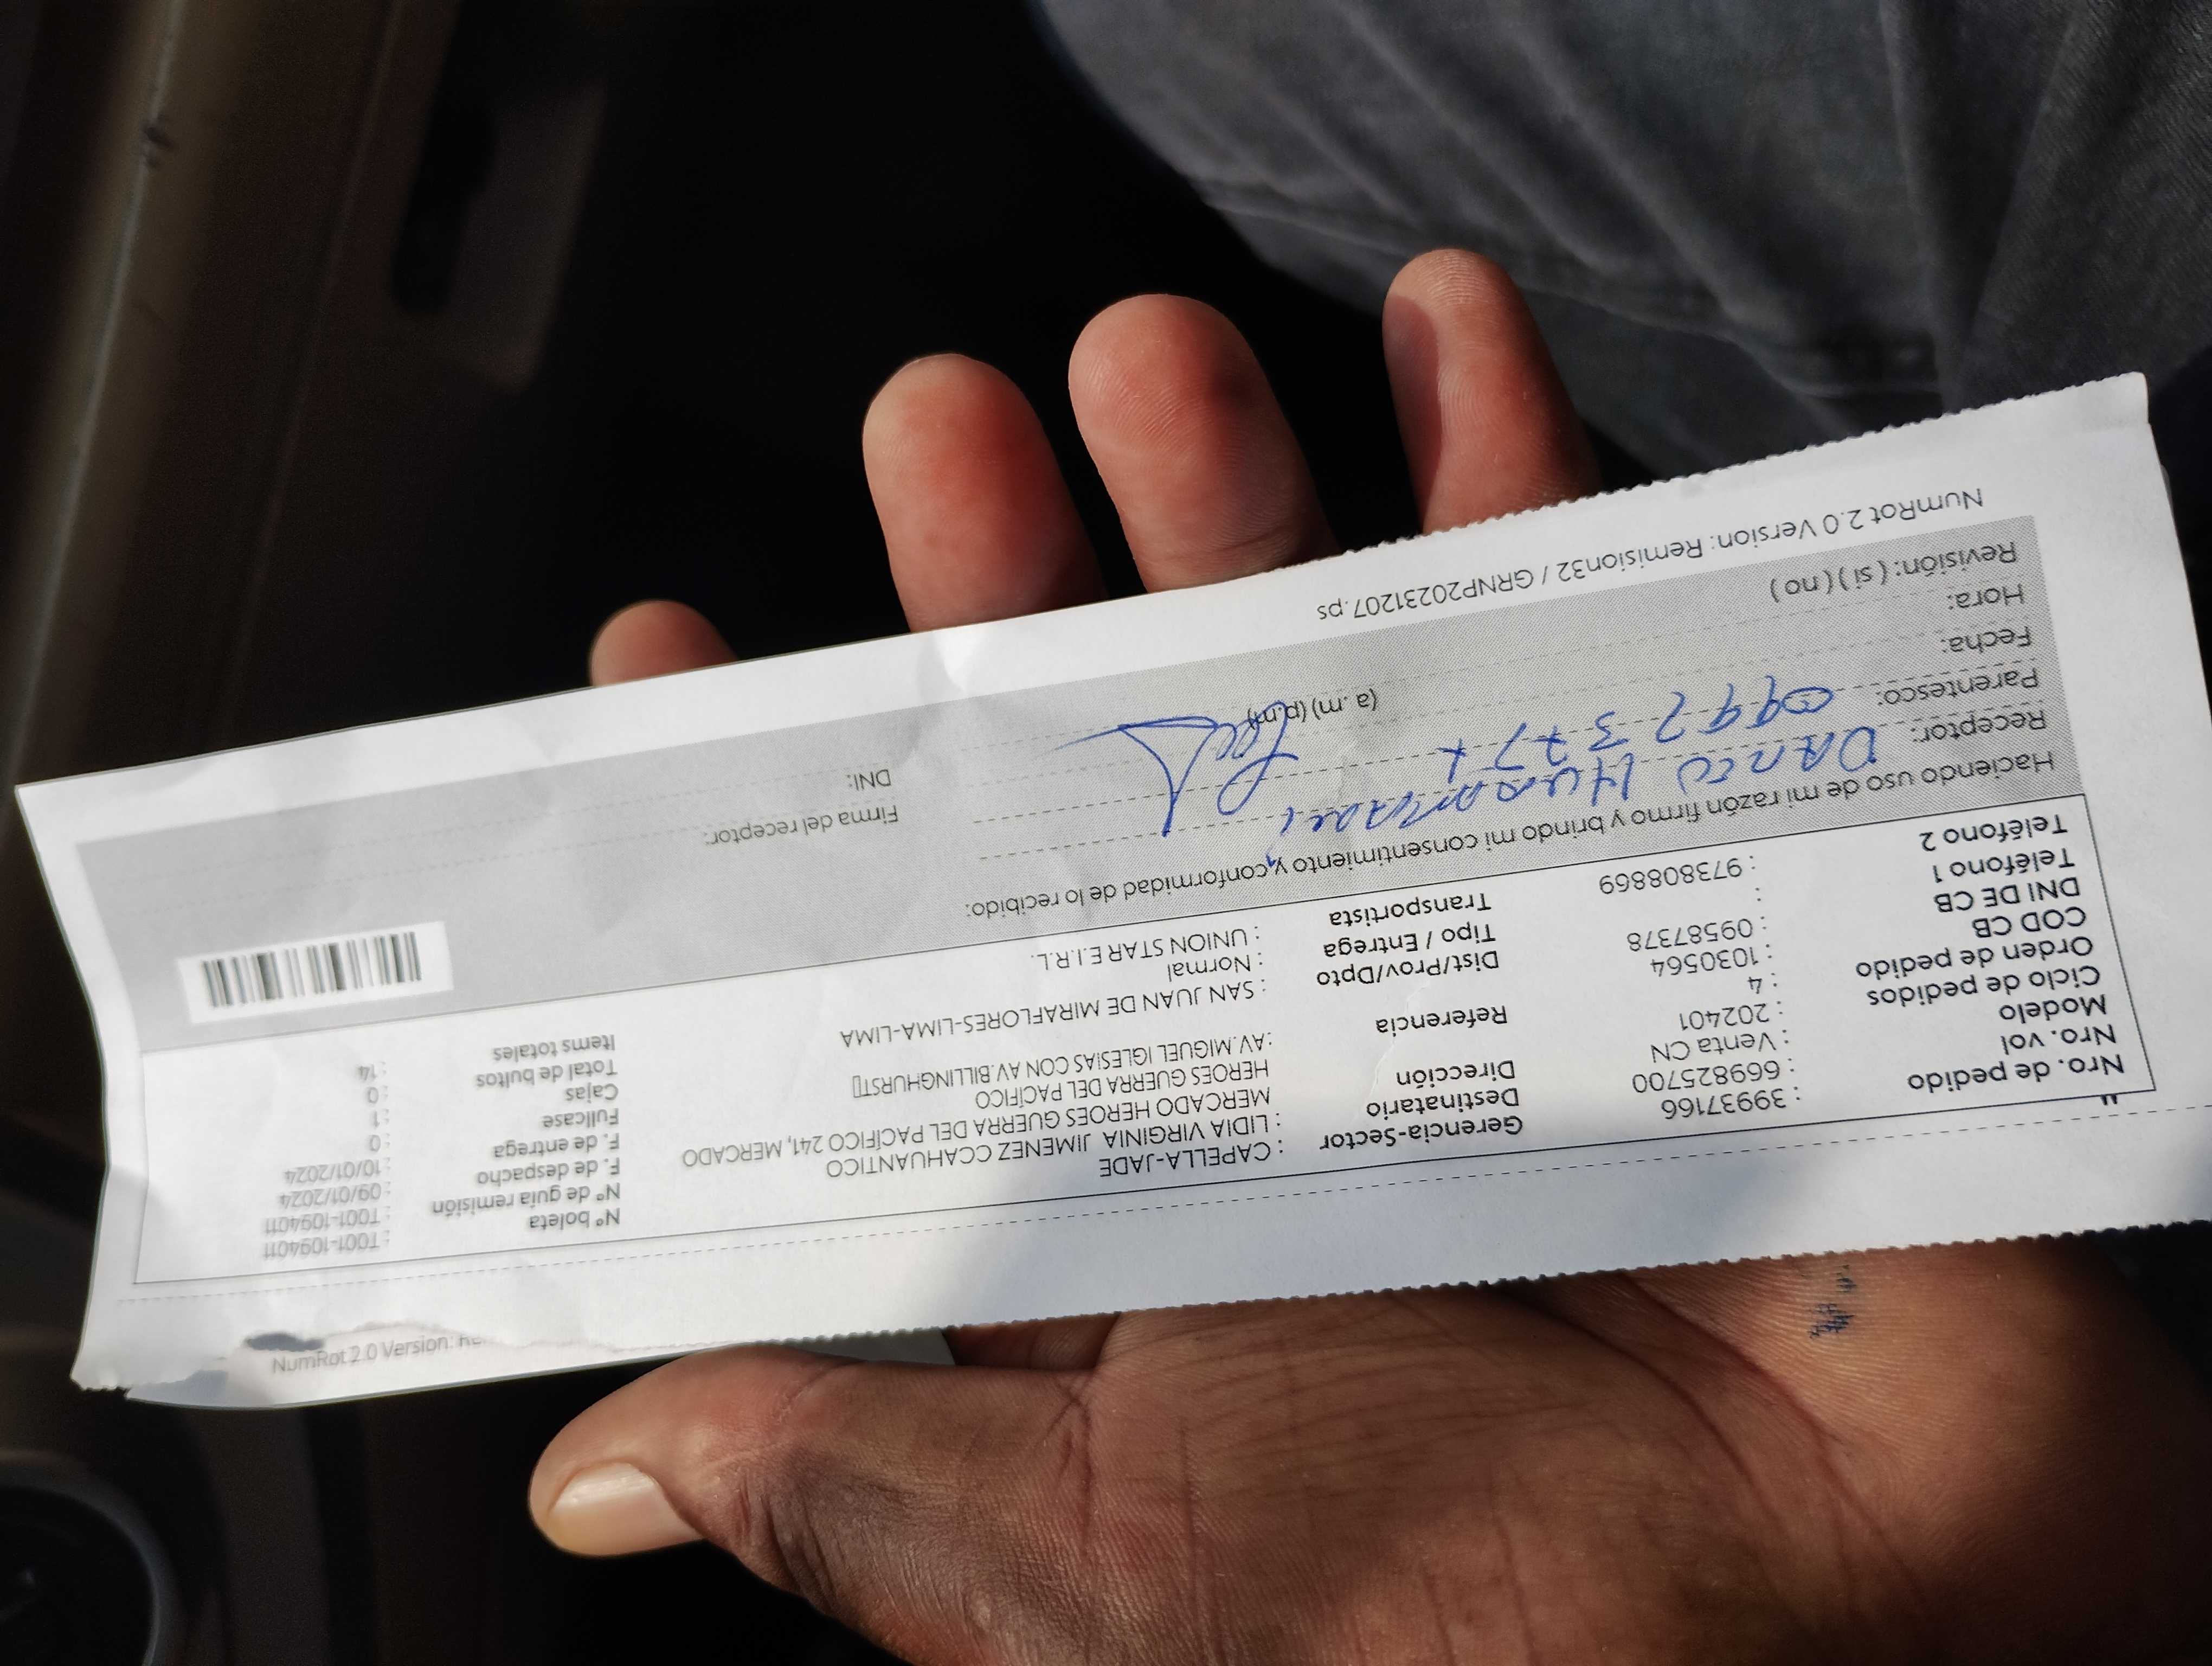 Nro. de pedido : 39937166
Nro. vol : 669825700
Modelo : Venta CN
Ciclo de pedidos : 202401
Orden de pedido : 4
COD CB : 1030564
DNI DE CB : 09587378
Teléfono 1 :
Teléfono 2 : 973808869
Gerencia-Sector : CAPELLA-JADE
Destinatario : LIDIA VIRGINIA JIMENEZ CCAHUANTICO
Dirección MERCADO HEROES GUERRA DEL PACÍFICO 241, MERCADO
HEROES GUERRA DEL PACÍFICO
Referencia :AV.MIGUEL IGLESIAS CON AV.BILLINGHURST
Dist/Prov/Dpto : SAN JUAN DE MIRAFLORES-LIMA-LIMA
Tipo / Entrega : Normal
Transportista : UNION STAR E.I.R.L.
Nº boleta : T001-1094011
Nº de guía remisión : T001-1094011
F. de despacho : 09/01/2024
F. de entrega : 10/01/2024
Fullcase : 0
Cajas : 1
Total de bultos : 0
Items totales : 14
Haciendo uso de mi razón firmo y brindo mi consentimiento y conformidad de lo recibido:
Receptor:
Parentesco:
Fecha:
Hora: (a. m) (p.m)
Revisión: ( si ) ( no )
Firma del receptor:
DNI:
NumRot 2.0 Version: Remision32 / GRNP20231207.ps
NumRot 2.0 Version: